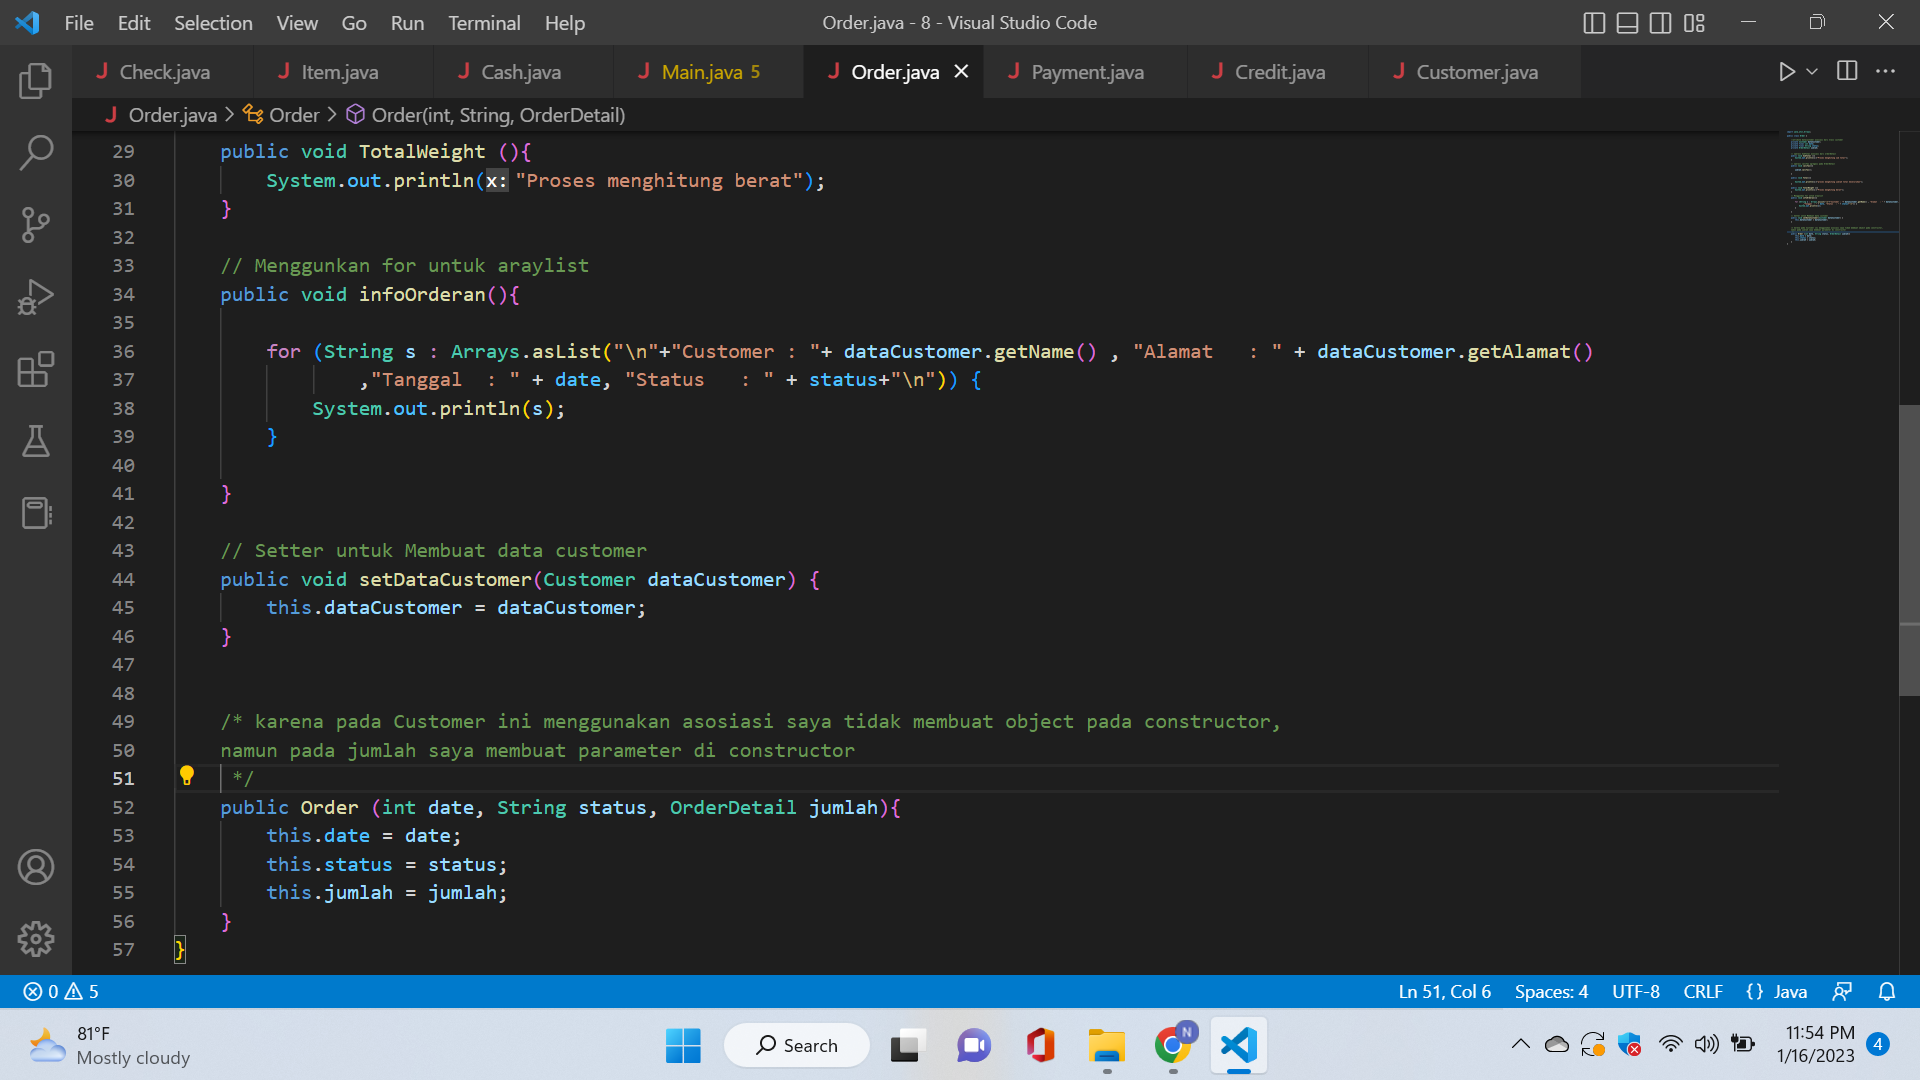 File Edit Selection View Go Run Terminal Help Order.java - 8 - Visual Studio Code
J Check.java J Item.java J Cash.java J Main.java 5 J Order.java J Payment.java J Credit.java J Customer.java
J Order.java > Order > Order(int, String, OrderDetail)
29 public void TotalWeight (){
30 System.out.println(x: "Proses menghitung berat");
31 }
32
33 // Menggunkan for untuk araylist
34 public void infoOrderan(){
35
36 for (String s : Arrays.asList("\n"+"Customer : "+ dataCustomer.getName() , "Alamat   : " + dataCustomer.getAlamat()
37 ,"Tanggal  : " + date, "Status   : " + status+"\n")) {
38 System.out.println(s);
39 }
40
41 }
42
43 // Setter untuk Membuat data customer
44 public void setDataCustomer(Customer dataCustomer) {
45 this.dataCustomer = dataCustomer;
46 }
47
48
49 /* karena pada Customer ini menggunakan asosiasi saya tidak membuat object pada constructor,
50 namun pada jumlah saya membuat parameter di constructor
51 */
52 public Order (int date, String status, OrderDetail jumlah){
53 this.date = date;
54 this.status = status;
55 this.jumlah = jumlah;
56 }
57 }
0 5 Ln 51, Col 6 Spaces: 4 UTF-8 CRLF {} Java
81°F
Mostly cloudy
Search
N
11:54 PM
1/16/2023
4